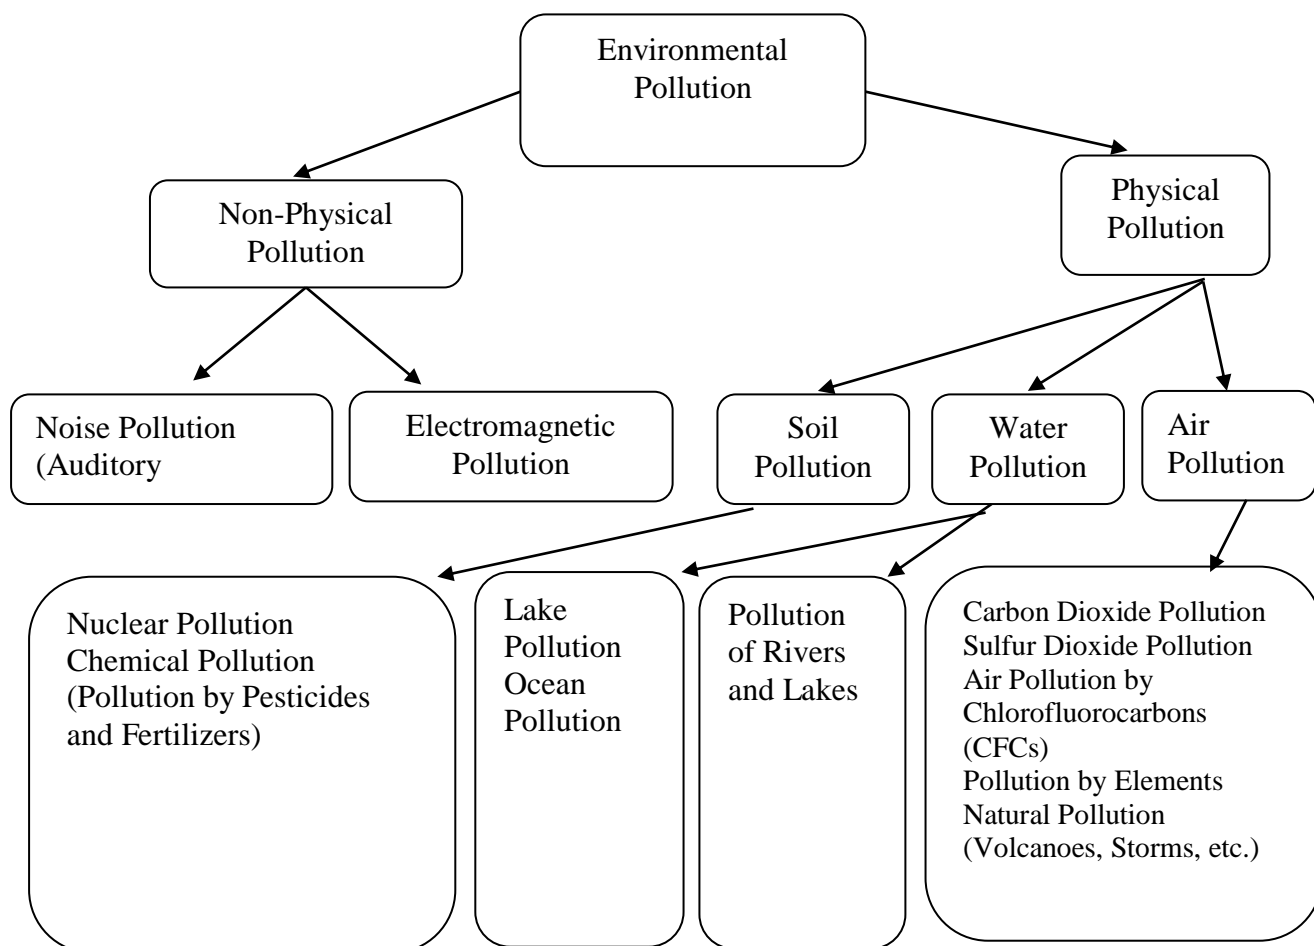 Environmental
Pollution
Non-Physical
Pollution
Physical
Pollution
Noise Pollution
(Auditory
Electromagnetic
Pollution
Soil
Pollution
Water
Pollution
Air
Pollution
Nuclear Pollution
Chemical Pollution
(Pollution by Pesticides
and Fertilizers)
Lake
Pollution
Ocean
Pollution
Pollution
of Rivers
and Lakes
Carbon Dioxide Pollution
Sulfur Dioxide Pollution
Air Pollution by
Chlorofluorocarbons
(CFCs)
Pollution by Elements
Natural Pollution
(Volcanoes, Storms, etc.)